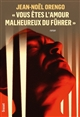 JEAN-NOËL ORENGO
« VOUS ÊTES L'AMOUR
MALHEUREUX DU FÜHRER »